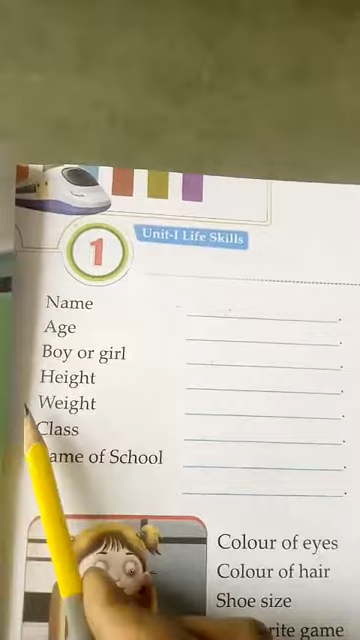 1
Unit-I Life Skills
Name
Age
Boy or girl
Height
Weight
Class
ame of School
Colour of eyes
Colour of hair
Shoe size
rite game